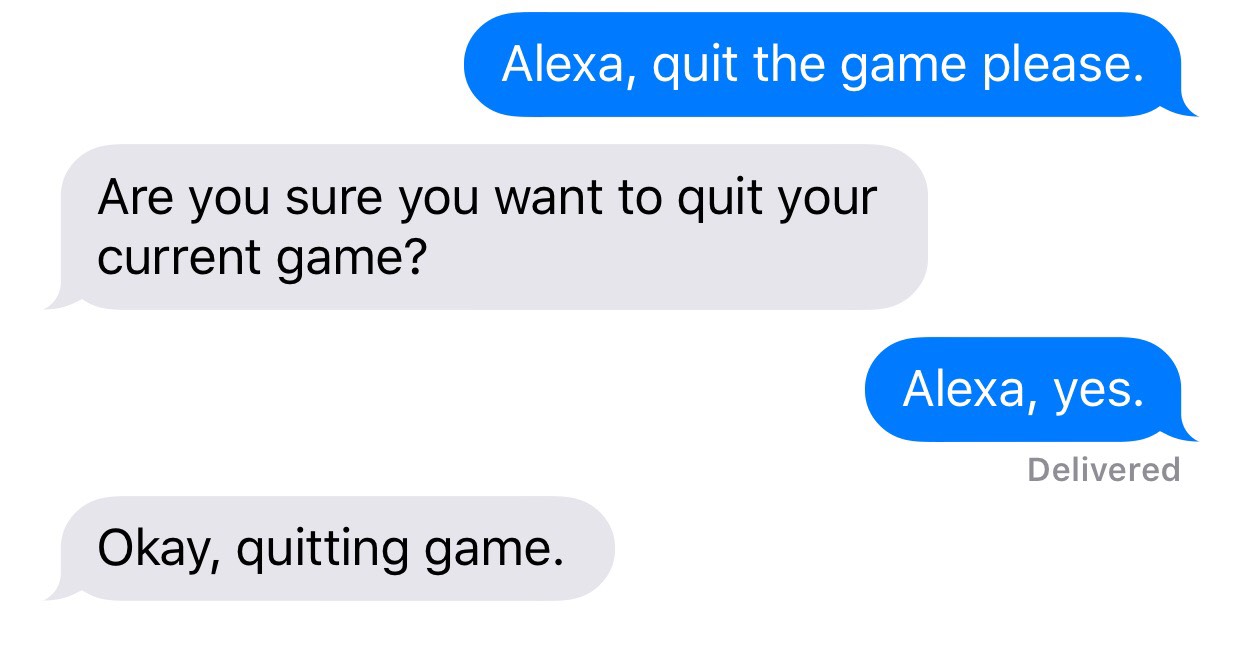 Alexa, quit the game please.
Are you sure you want to quit your
current game?
Alexa, yes.
Delivered
Okay, quitting game.